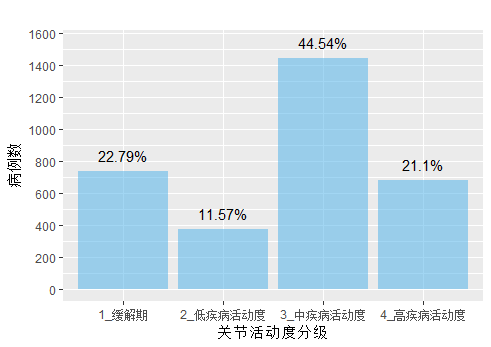 1600
1400
1200
1000
800
600
400
200
0
病例数
22.79%
11.57%
44.54%
21.1%
1_缓解期
2_低疾病活动度
3_中疾病活动度
4_高疾病活动度
关节活动度分级